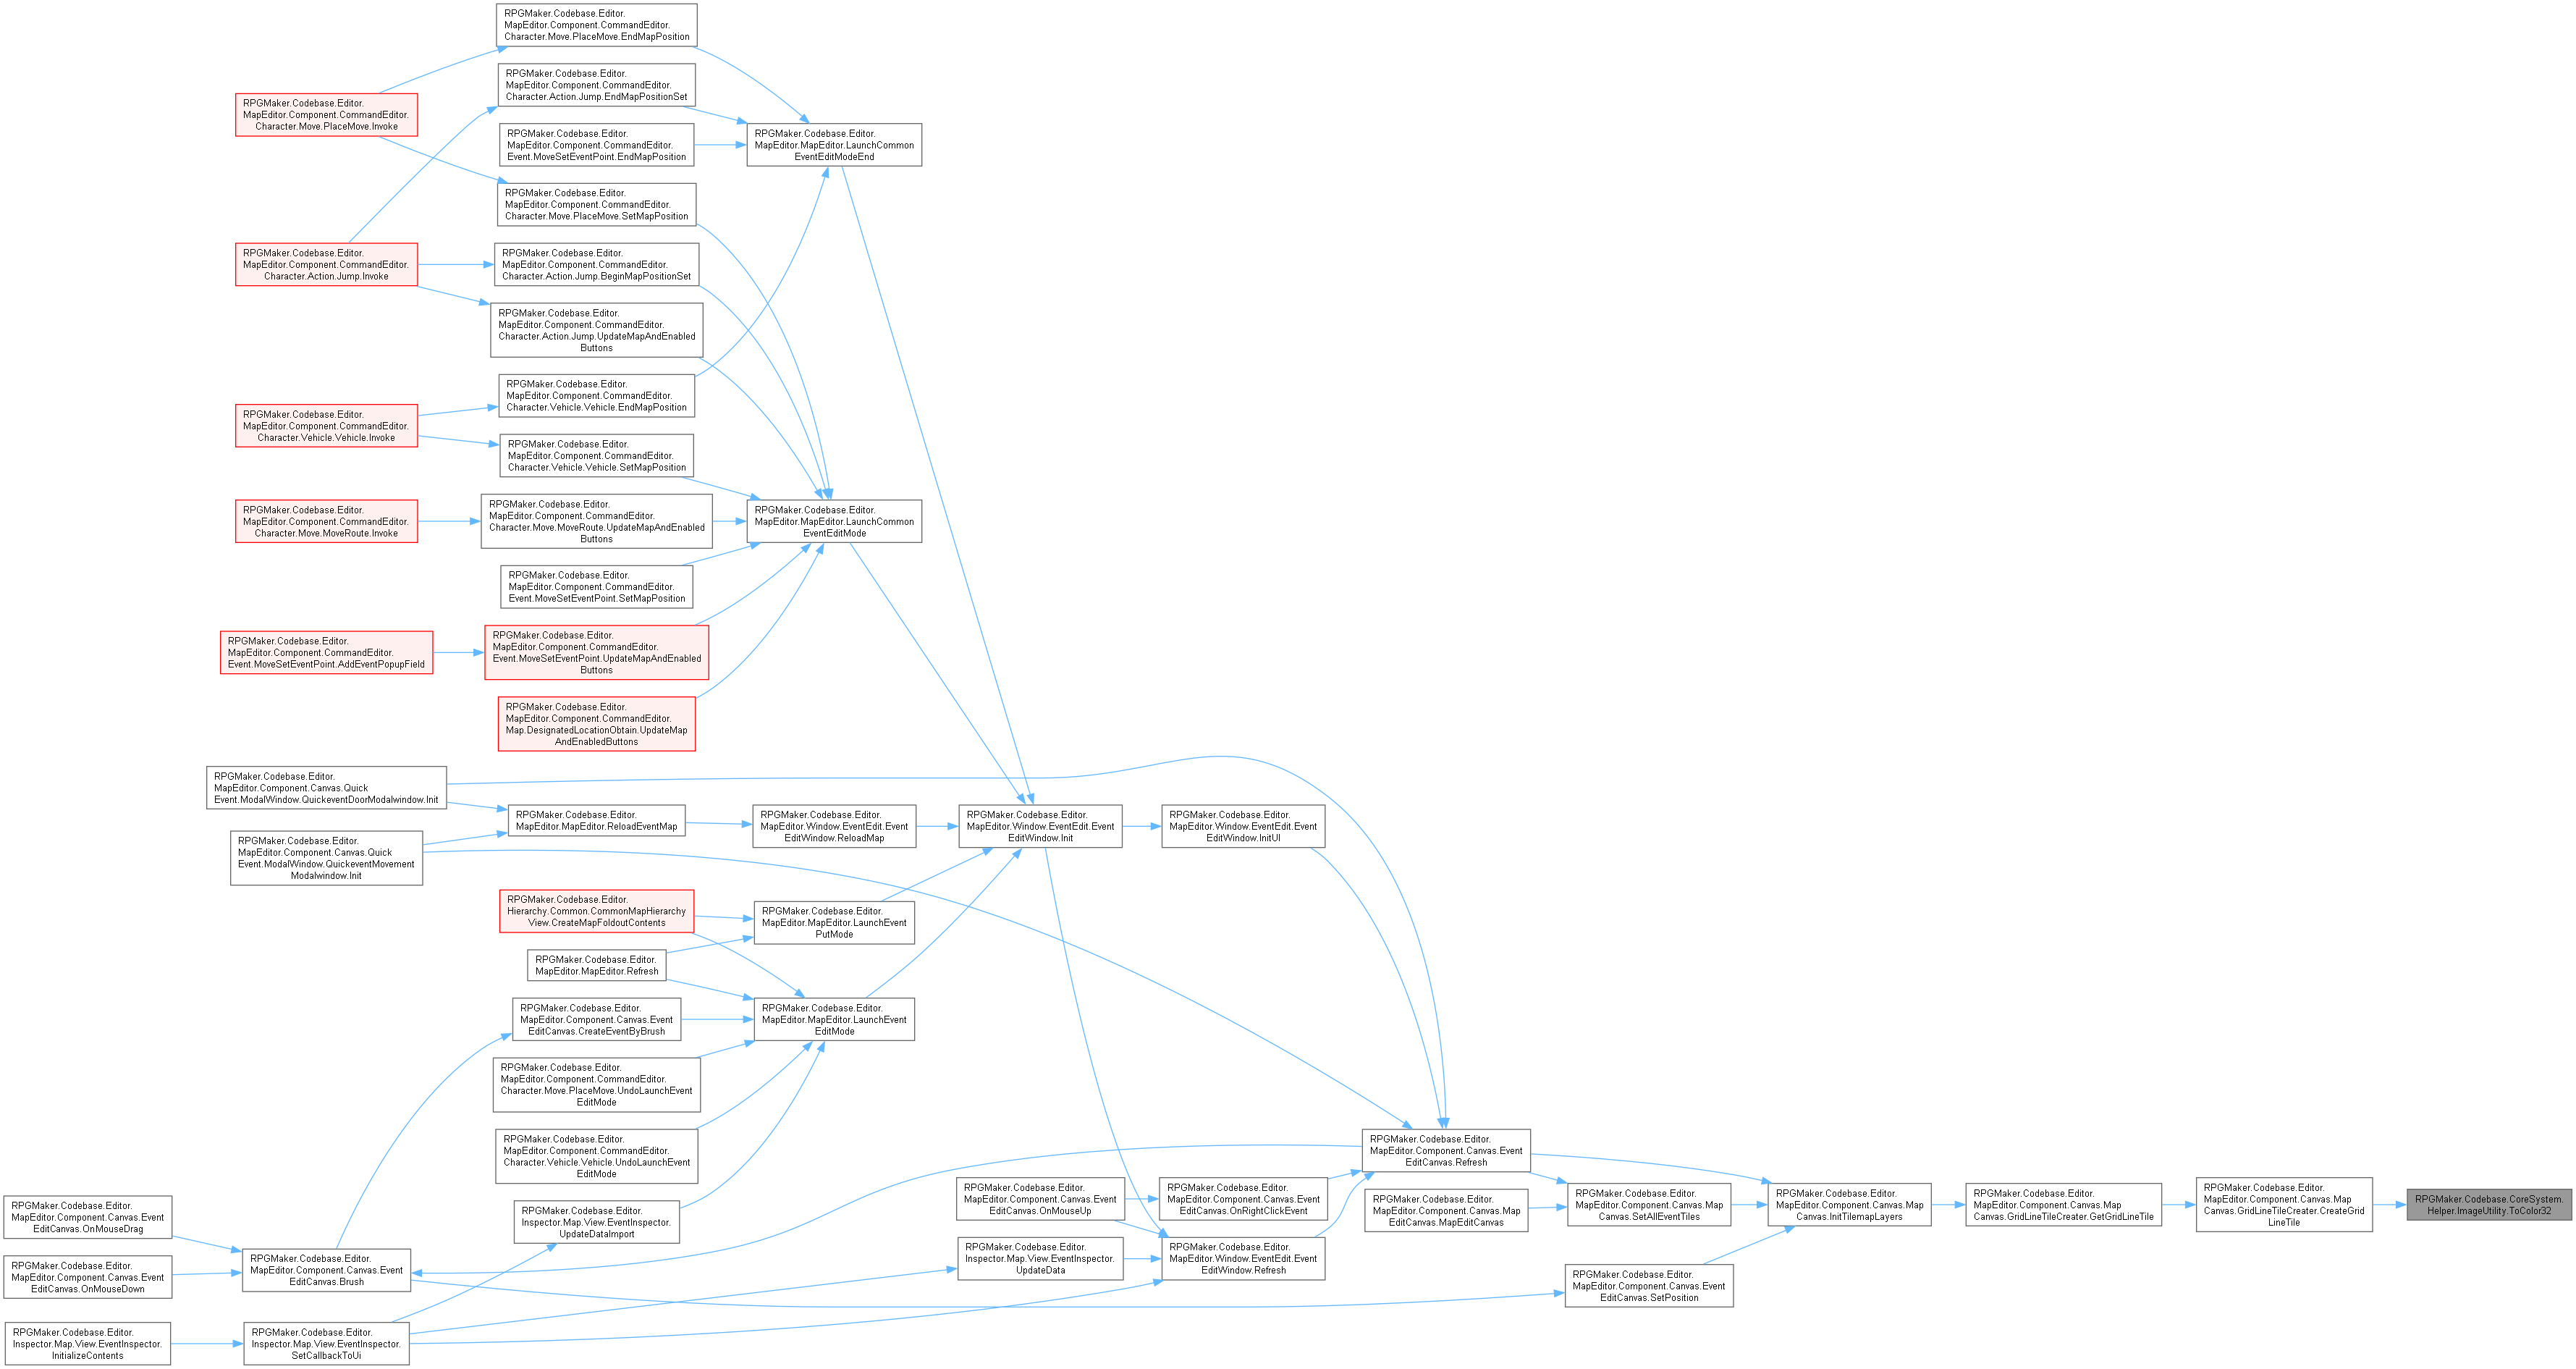 RPGMaker.Codebase.Editor.
MapEditor.Component.CommandEditor.
Character.Move.PlaceMove.EndMapPosition
RPGMaker.Codebase.Editor.
MapEditor.Component.CommandEditor.
Character.Action.Jump.EndMapPositionSet
RPGMaker.Codebase.Editor.
MapEditor.Component.CommandEditor.
Character.Move.PlaceMove.Invoke
RPGMaker.Codebase.Editor.
MapEditor.Component.CommandEditor.
Event.MoveSetEventPoint.EndMapPosition
RPGMaker.Codebase.Editor.
MapEditor.MapEditor.LaunchCommon
EventEditModeEnd
RPGMaker.Codebase.Editor.
MapEditor.Component.CommandEditor.
Character.Move.PlaceMove.SetMapPosition
RPGMaker.Codebase.Editor.
MapEditor.Component.CommandEditor.
Character.Action.Jump.Invoke
RPGMaker.Codebase.Editor.
MapEditor.Component.CommandEditor.
Character.Action.Jump.BeginMapPositionSet
RPGMaker.Codebase.Editor.
MapEditor.Component.CommandEditor.
Character.Action.Jump.UpdateMapAndEnabled
Buttons
RPGMaker.Codebase.Editor.
MapEditor.Component.CommandEditor.
Character.Vehicle.Vehicle.EndMapPosition
RPGMaker.Codebase.Editor.
MapEditor.Component.CommandEditor.
Character.Vehicle.Vehicle.Invoke
RPGMaker.Codebase.Editor.
MapEditor.Component.CommandEditor.
Character.Vehicle.Vehicle.SetMapPosition
RPGMaker.Codebase.Editor.
MapEditor.Component.CommandEditor.
Character.Move.MoveRoute.Invoke
RPGMaker.Codebase.Editor.
MapEditor.Component.CommandEditor.
Character.Move.MoveRoute.UpdateMapAndEnabled
Buttons
RPGMaker.Codebase.Editor.
MapEditor.MapEditor.LaunchCommon
EventEditMode
RPGMaker.Codebase.Editor.
MapEditor.Component.CommandEditor.
Event.MoveSetEventPoint.SetMapPosition
RPGMaker.Codebase.Editor.
MapEditor.Component.CommandEditor.
Event.MoveSetEventPoint.AddEventPopupField
RPGMaker.Codebase.Editor.
MapEditor.Component.CommandEditor.
Event.MoveSetEventPoint.UpdateMapAndEnabled
Buttons
RPGMaker.Codebase.Editor.
MapEditor.Component.CommandEditor.
Map.DesignatedLocationObtain.UpdateMap
AndEnabledButtons
RPGMaker.Codebase.Editor.
MapEditor.Component.Canvas.Quick
Event.ModalWindow.QuickeventDoorModalwindow.Init
RPGMaker.Codebase.Editor.
MapEditor.MapEditor.ReloadEventMap
RPGMaker.Codebase.Editor.
MapEditor.Window.EventEdit.Event
EditWindow.ReloadMap
RPGMaker.Codebase.Editor.
MapEditor.Window.EventEdit.Event
EditWindow.Init
RPGMaker.Codebase.Editor.
MapEditor.Window.EventEdit.Event
EditWindow.InitUI
RPGMaker.Codebase.Editor.
MapEditor.Component.Canvas.Quick
Event.ModalWindow.QuickeventMovement
Modalwindow.Init
RPGMaker.Codebase.Editor.
Hierarchy.Common.CommonMapHierarchy
View.CreateMapFoldoutContents
RPGMaker.Codebase.Editor.
MapEditor.MapEditor.LaunchEvent
PutMode
RPGMaker.Codebase.Editor.
MapEditor.MapEditor.Refresh
RPGMaker.Codebase.Editor.
MapEditor.Component.Canvas.Event
EditCanvas.CreateEventByBrush
RPGMaker.Codebase.Editor.
MapEditor.MapEditor.LaunchEvent
EditMode
RPGMaker.Codebase.Editor.
MapEditor.Component.CommandEditor.
Character.Move.PlaceMove.UndoLaunchEvent
EditMode
RPGMaker.Codebase.Editor.
MapEditor.Component.CommandEditor.
Character.Vehicle.Vehicle.UndoLaunchEvent
EditMode
RPGMaker.Codebase.Editor.
MapEditor.Component.Canvas.Event
EditCanvas.Refresh
RPGMaker.Codebase.Editor.
MapEditor.Component.Canvas.Event
EditCanvas.OnMouseDrag
RPGMaker.Codebase.Editor.
Inspector.Map.View.EventInspector.
UpdateDataImport
RPGMaker.Codebase.Editor.
MapEditor.Component.Canvas.Event
EditCanvas.OnMouseUp
RPGMaker.Codebase.Editor.
MapEditor.Component.Canvas.Event
EditCanvas.OnRightClickEvent
RPGMaker.Codebase.Editor.
MapEditor.Component.Canvas.Map
EditCanvas.MapEditCanvas
RPGMaker.Codebase.Editor.
MapEditor.Component.Canvas.Map
Canvas.SetAllEventTiles
RPGMaker.Codebase.Editor.
MapEditor.Component.Canvas.Map
Canvas.InitTilemapLayers
RPGMaker.Codebase.Editor.
MapEditor.Component.Canvas.Map
Canvas.GridLineTileCreater.GetGridLineTile
RPGMaker.Codebase.Editor.
MapEditor.Component.Canvas.Map
Canvas.GridLineTileCreater.CreateGrid
LineTile
RPGMaker.Codebase.CoreSystem.
Helper.ImageUtility.ToColor32
RPGMaker.Codebase.Editor.
MapEditor.Component.Canvas.Event
EditCanvas.OnMouseDown
RPGMaker.Codebase.Editor.
MapEditor.Component.Canvas.Event
EditCanvas.Brush
RPGMaker.Codebase.Editor.
Inspector.Map.View.EventInspector.
UpdateData
RPGMaker.Codebase.Editor.
MapEditor.Window.EventEdit.Event
EditWindow.Refresh
RPGMaker.Codebase.Editor.
MapEditor.Component.Canvas.Event
EditCanvas.SetPosition
RPGMaker.Codebase.Editor.
Inspector.Map.View.EventInspector.
InitializeContents
RPGMaker.Codebase.Editor.
Inspector.Map.View.EventInspector.
SetCallbackToUi